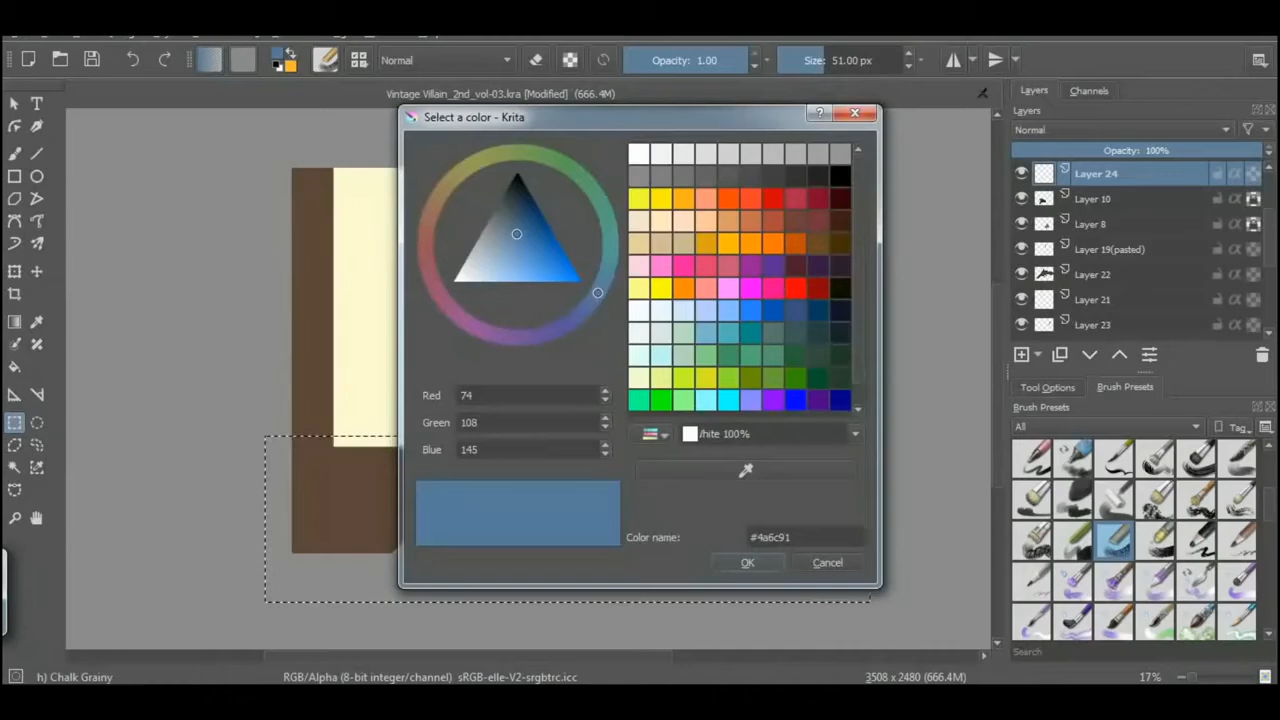 Normal
Opacity: 1.00
Size: 51.00 px
Vintage Villain_2nd_vol-03.kra [Modified] (666.4M)
Select a color - Krita
Red 74
Green 108
Blue 145
/hite 100%
Color name: #4a6c91
OK
Cancel
Layers
Channels
Layers
Normal
Opacity: 100%
Layer 24
Layer 10
Layer 8
Layer 19(pasted)
Layer 22
Layer 21
Layer 23
Tool Options
Brush Presets
Brush Presets
All
Tag
Search
h) Chalk Grainy
RGB/Alpha (8-bit integer/channel) sRGB-elle-V2-srgbtrc.icc
3508 x 2480 (666.4M)
17%